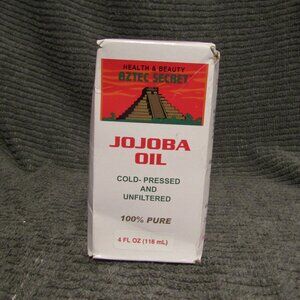 HEALTH & BEAUTY
AZTEC SECRET
JOJOBA
OIL
COLD- PRESSED
AND
UNFILTERED
100% PURE
4 FL OZ (118 mL)